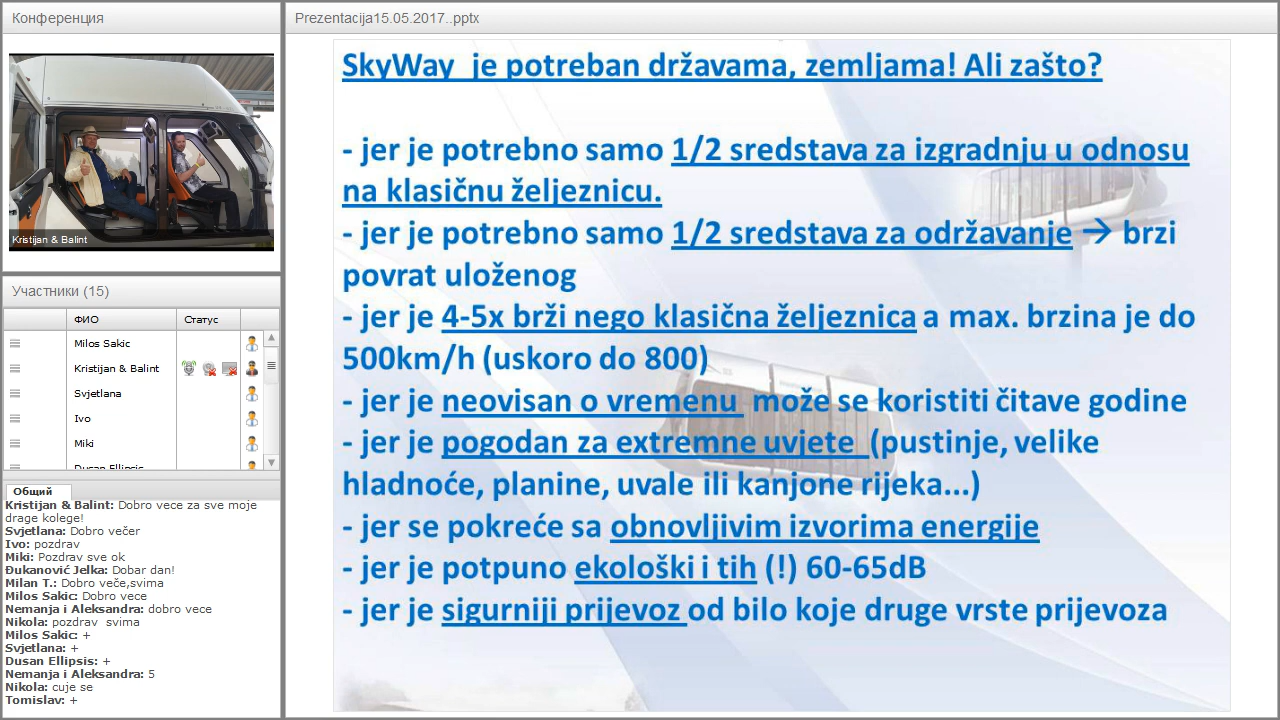 Конференция
Kristijan & Balint
Участники (15)
ФИО
Статус
Milos Sakic
Kristijan & Balint
Svjetlana
Ivo
Miki
Dusan Ellipsis
Общий
Kristijan & Balint: Dobro vece za sve moje
drage kolege!
Svjetlana: Dobro večer
Ivo: pozdrav
Miki: Pozdrav sve ok
Đukanović Jelka: Dobar dan!
Milan T.: Dobro veče,svima
Milos Sakic: Dobro vece
Nemanja i Aleksandra: dobro vece
Nikola: pozdrav svima
Milos Sakic: +
Svjetlana: +
Dusan Ellipsis: +
Nemanja i Aleksandra: 5
Nikola: cuje se
Tomislav: +
Prezentacija15.05.2017..pptx
SkyWay je potreban državama, zemljama! Ali zašto?
- jer je potrebno samo 1/2 sredstava za izgradnju u odnosu
na klasičnu željeznicu.
- jer je potrebno samo 1/2 sredstava za održavanje → brzi
povrat uloženog
- jer je 4-5x brži nego klasična željeznica a max. brzina je do
500km/h (uskoro do 800)
- jer je neovisan o vremenu može se koristiti čitave godine
- jer je pogodan za extremne uvjete (pustinje, velike
hladnoće, planine, uvale ili kanjone rijeka...)
- jer se pokreće sa obnovljivim izvorima energije
- jer je potpuno ekološki i tih (!) 60-65dB
- jer je sigurniji prijevoz od bilo koje druge vrste prijevoza